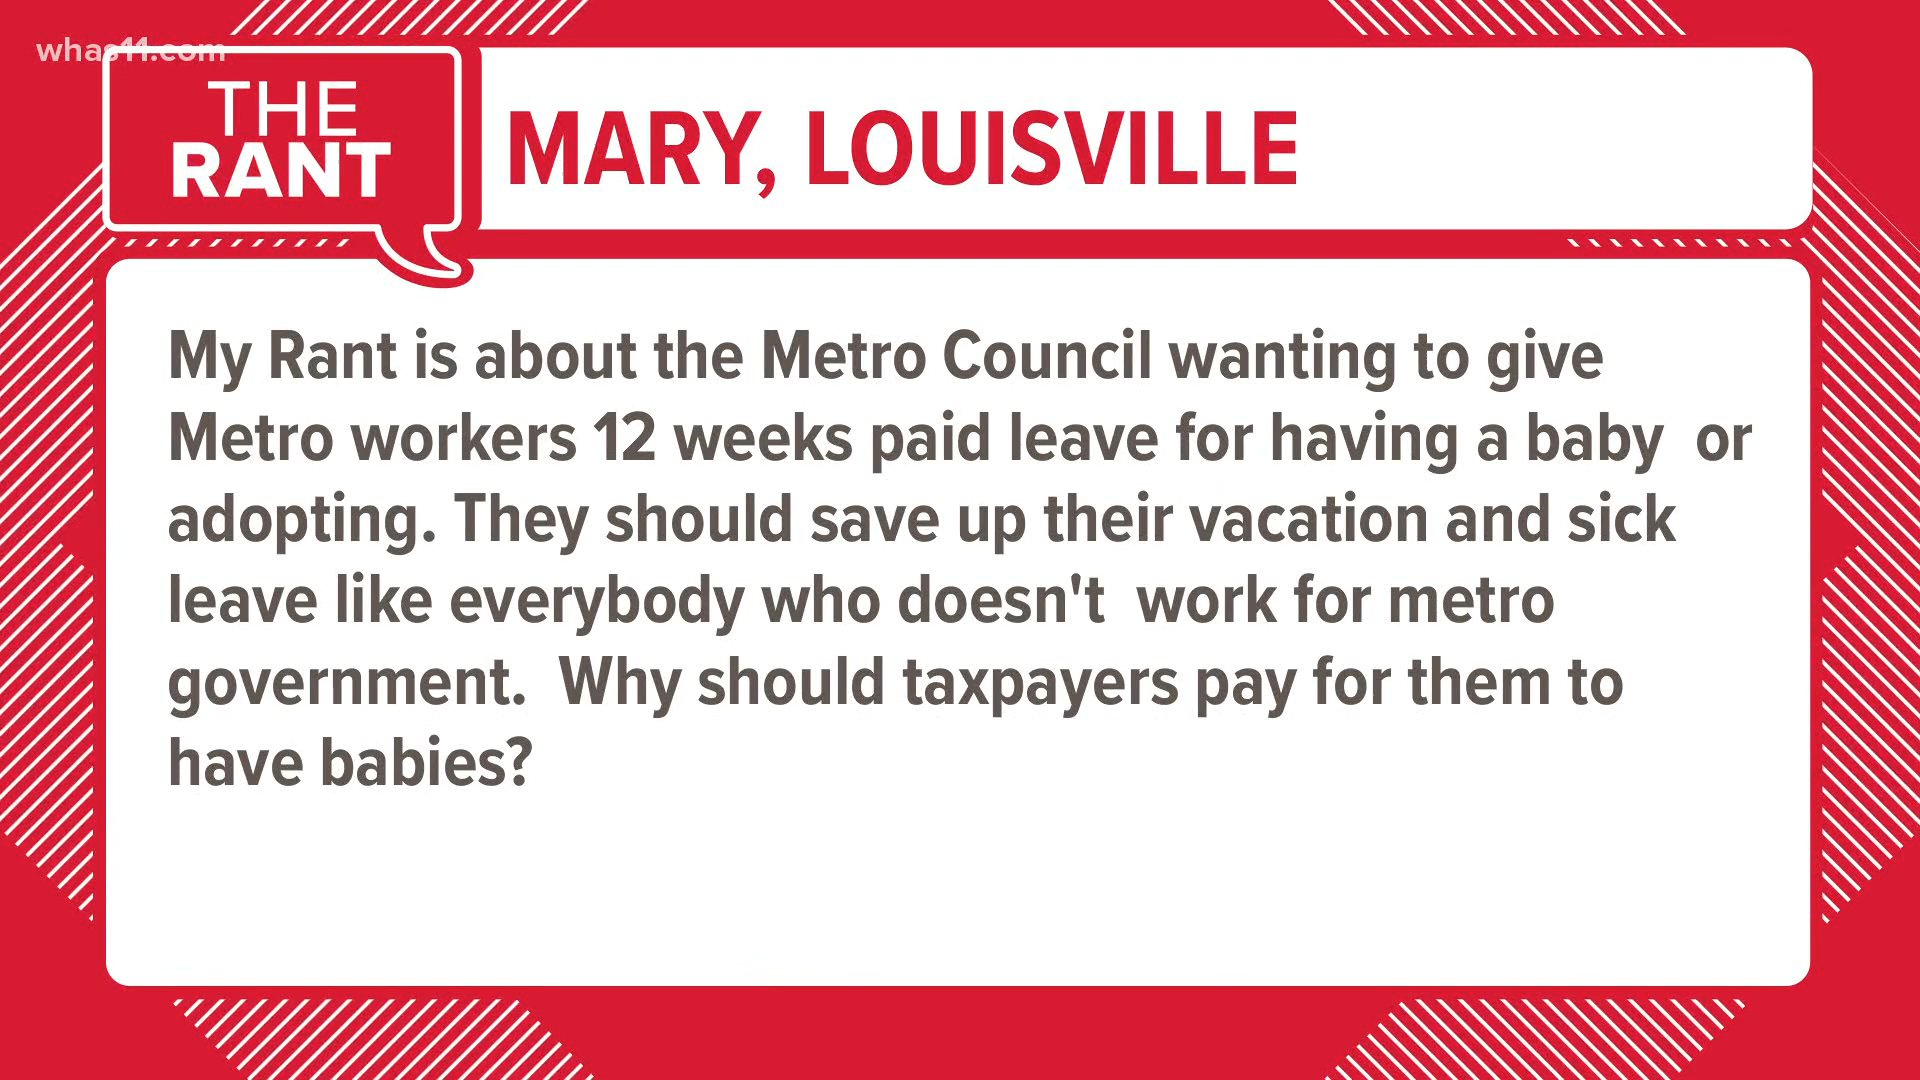 whas11.com
THE
RANT
MARY, LOUISVILLE
My Rant is about the Metro Council wanting to give
Metro workers 12 weeks paid leave for having a baby  or
adopting. They should save up their vacation and sick
leave like everybody who doesn't  work for metro
government.  Why should taxpayers pay for them to
have babies?